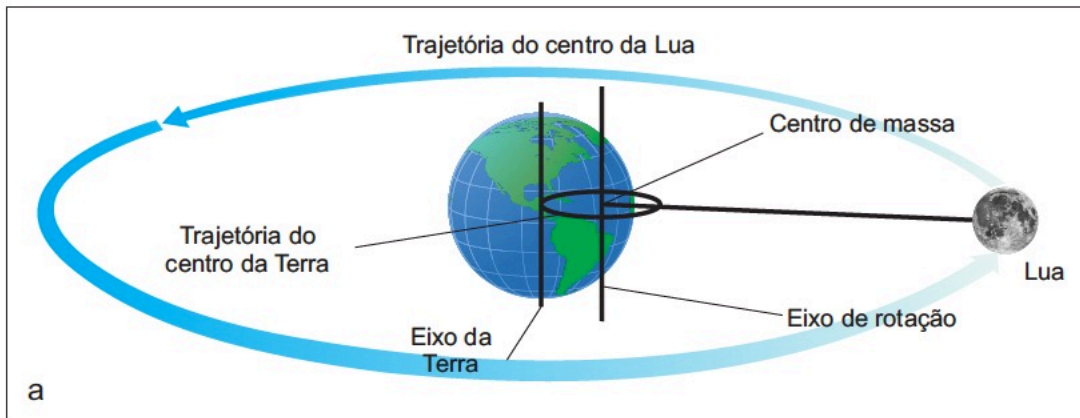 Trajetória do centro da Lua
Centro de massa
Trajetória do
centro da Terra
Lua
Eixo de rotação
Eixo da
Terra
a